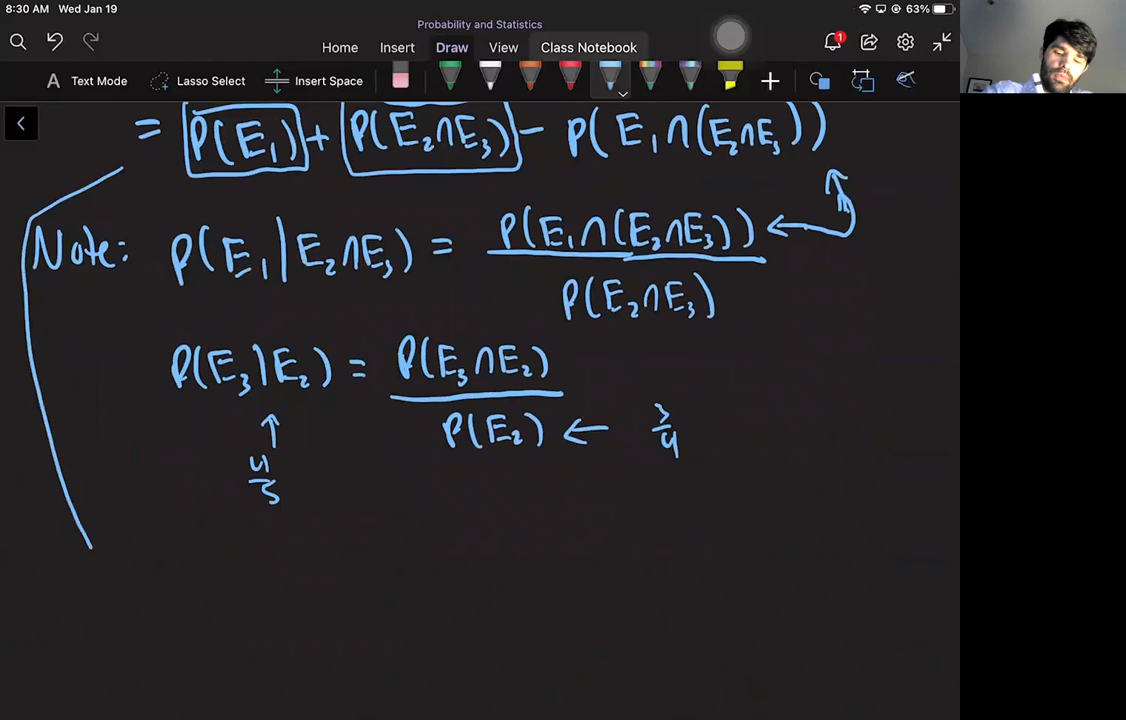 8:30 AM Wed Jan 19
63%
Probability and Statistics
Home Insert Draw View Class Notebook
1
A Text Mode Lasso Select Insert Space
= P(E₁) + P(E₂∩E₃) - P(E₁∩(E₂∩E₃))
Note: P(E₁|E₂∩E₃) = P(E₁∩(E₂∩E₃)) / P(E₂∩E₃)
P(E₃|E₂) = P(E₃∩E₂) / P(E₂) ← 3/4
↑
4/5